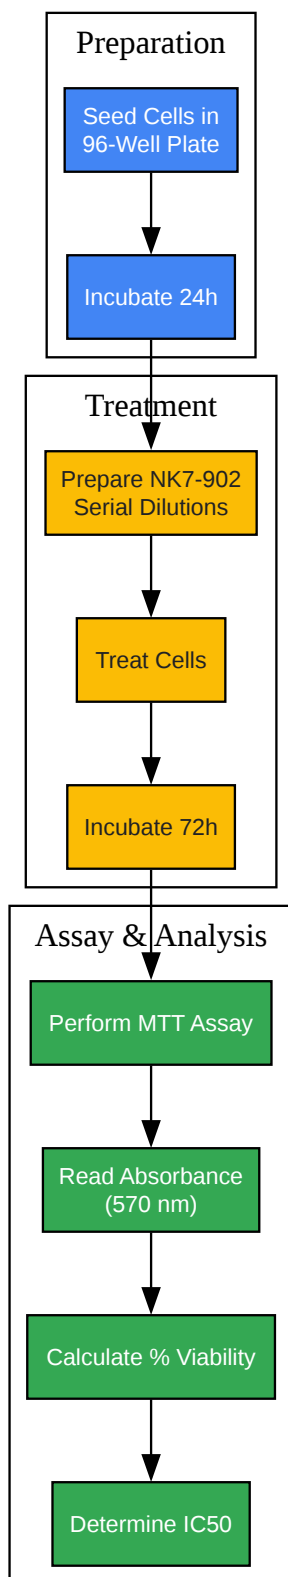 Preparation
Seed Cells in
96-Well Plate
Incubate 24h
Treatment
Prepare NK7-902
Serial Dilutions
Treat Cells
Incubate 72h
Assay & Analysis
Perform MTT Assay
Read Absorbance
(570 nm)
Calculate % Viability
Determine IC50